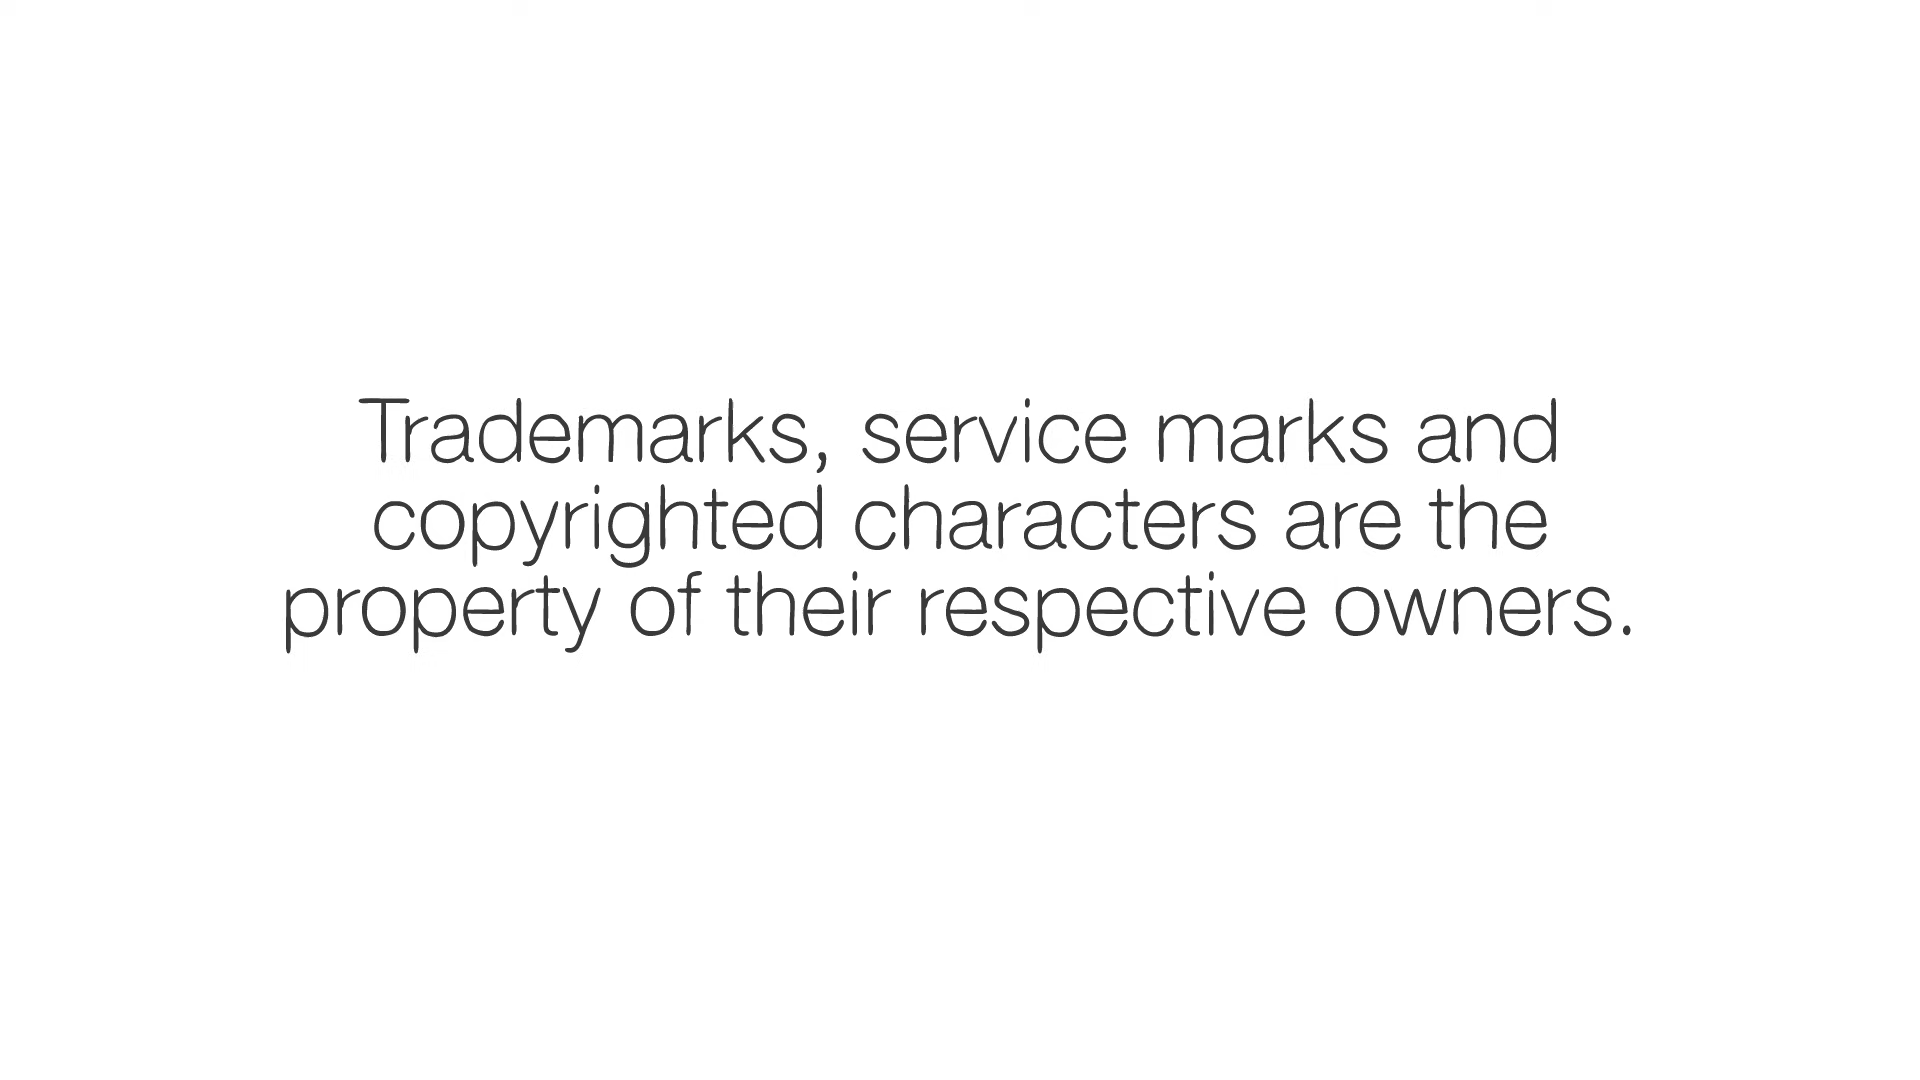 Trademarks, service marks and
copyrighted characters are the
property of their respective owners.